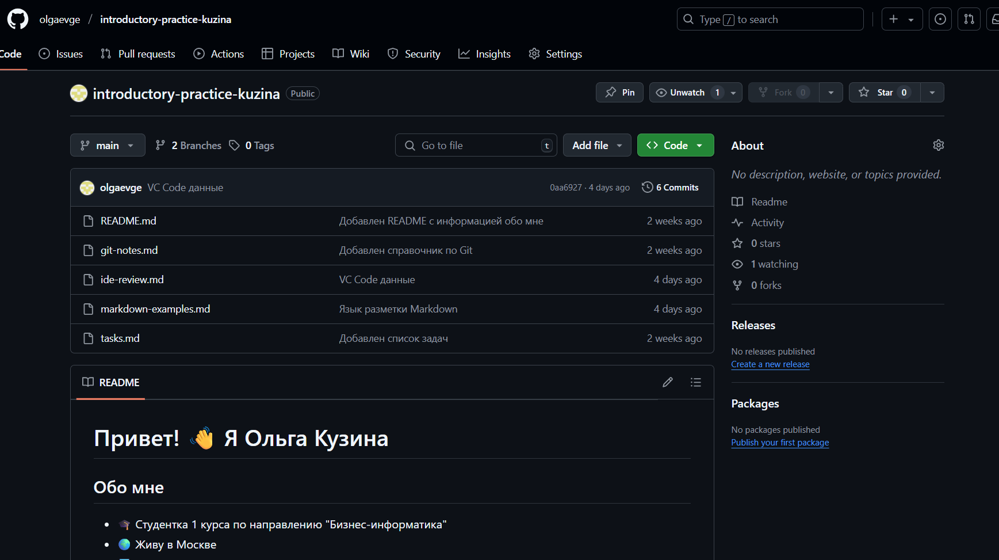 olgaevge / introductory-practice-kuzina
Type / to search
Code Issues Pull requests Actions Projects Wiki Security Insights Settings
introductory-practice-kuzina Public
Pin Unwatch 1 Fork 0 Star 0
main 2 Branches 0 Tags
Go to file t Add file Code
olgaevge VC Code данные 0aa6927 · 4 days ago 6 Commits
README.md Добавлен README с информацией обо мне 2 weeks ago
git-notes.md Добавлен справочник по Git 2 weeks ago
ide-review.md VC Code данные 4 days ago
markdown-examples.md Язык разметки Markdown 4 days ago
tasks.md Добавлен список задач 2 weeks ago
README
Привет! 👋 Я Ольга Кузина
Обо мне
• 🎓 Студентка 1 курса по направлению "Бизнес-информатика"
• 🌍 Живу в Москве
About
No description, website, or topics provided.
Readme
Activity
0 stars
1 watching
0 forks
Releases
No releases published
Create a new release
Packages
No packages published
Publish your first package